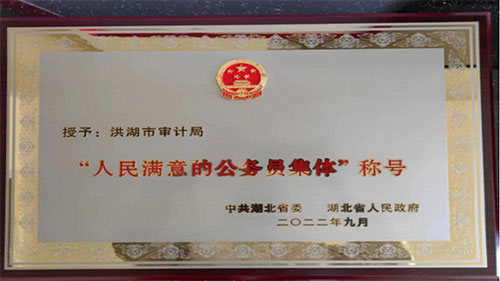 授予：洪湖市审计局
“人民满意的公务员集体”称号
中共湖北省委 湖北省人民政府
二〇二二年九月